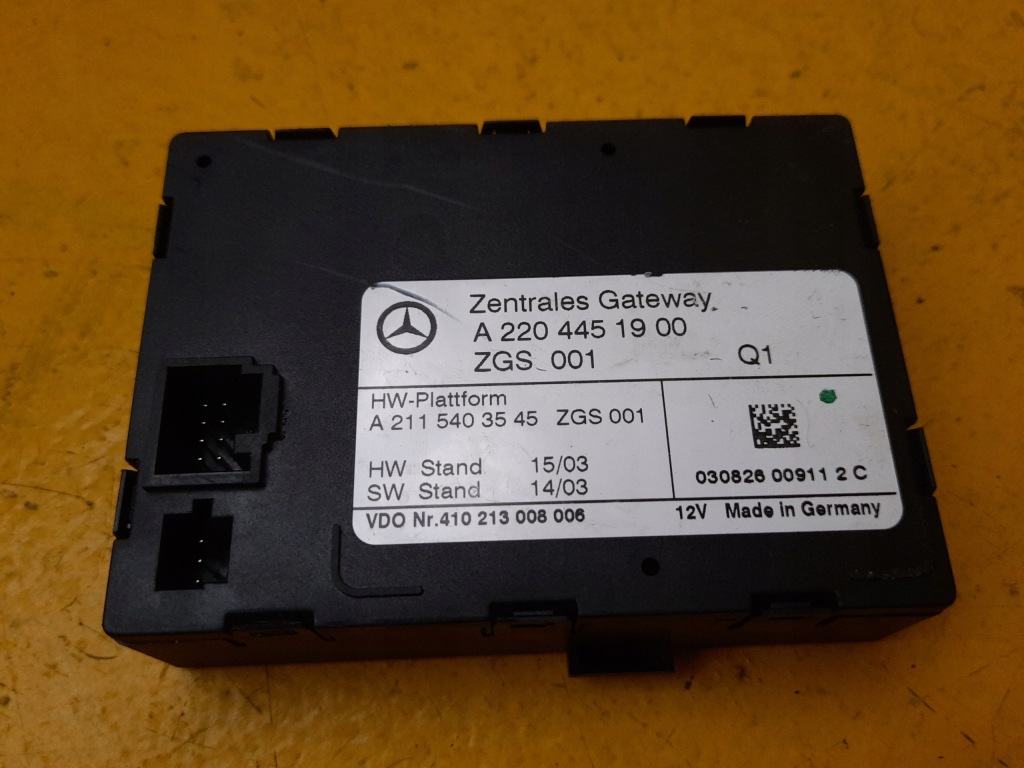 Zentrales Gateway
A 220 445 19 00
ZGS 001 Q1
HW-Plattform
A 211 540 35 45 ZGS 001
HW Stand 15/03
SW Stand 14/03
030826 00911 2 C
VDO Nr.410 213 008 006 12V Made in Germany